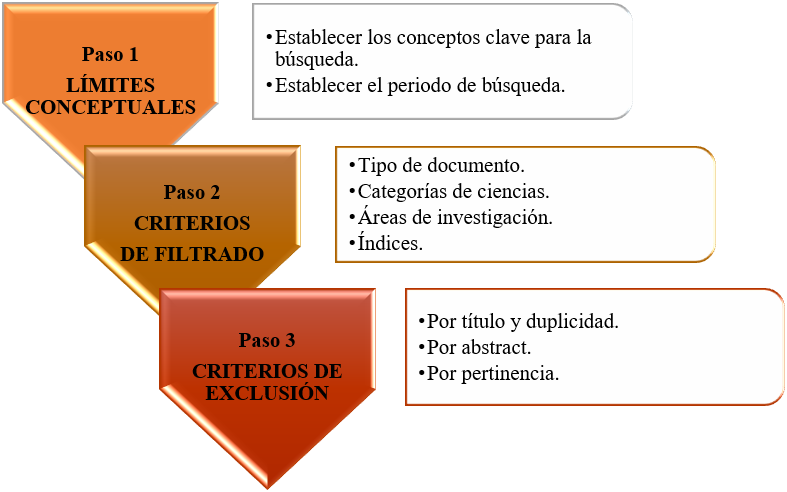 Paso 1
LÍMITES
CONCEPTUALES
•Establecer los conceptos clave para la
búsqueda.
•Establecer el periodo de búsqueda.
Paso 2
CRITERIOS
DE FILTRADO
•Tipo de documento.
•Categorías de ciencias.
•Áreas de investigación.
•Índices.
Paso 3
CRITERIOS DE
EXCLUSIÓN
•Por título y duplicidad.
•Por abstract.
•Por pertinencia.